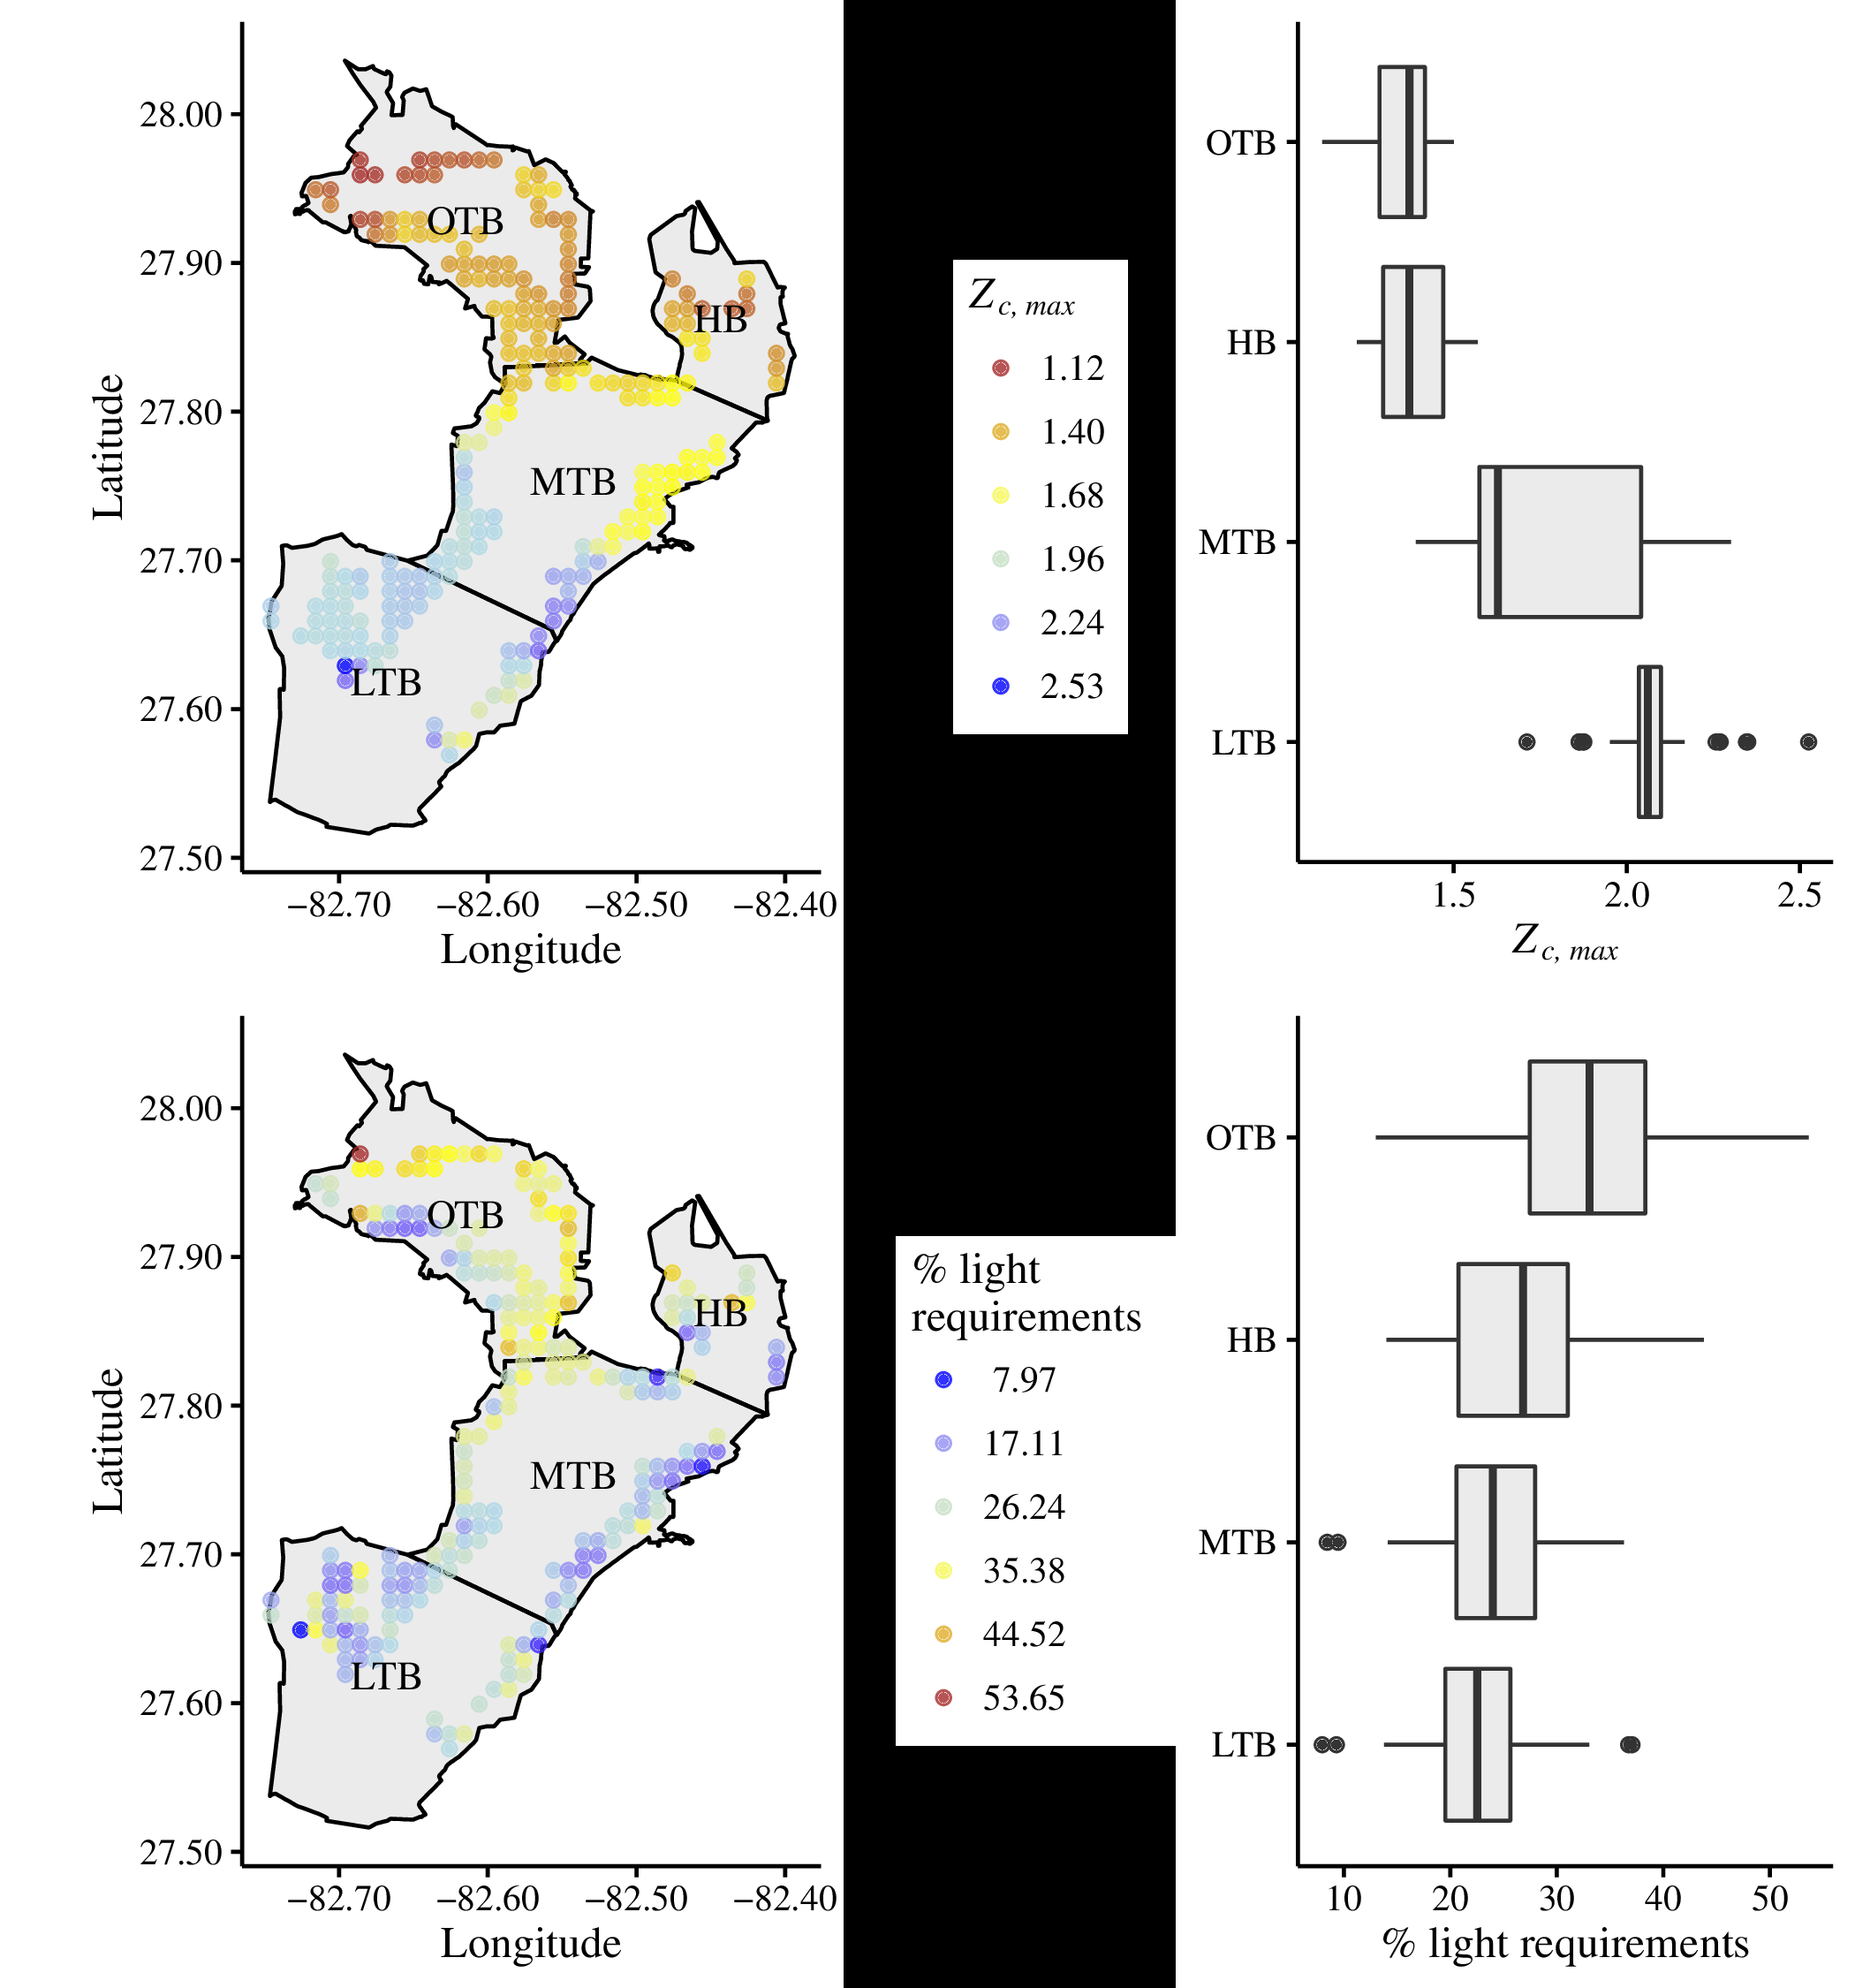 28.00
27.90
27.80
27.70
27.60
27.50
Latitude
OTB
HB
MTB
LTB
−82.70 −82.60 −82.50 −82.40
Longitude
Zc, max
1.12
1.40
1.68
1.96
2.24
2.53
OTB
HB
MTB
LTB
1.5 2.0 2.5
Zc, max
28.00
27.90
27.80
27.70
27.60
27.50
Latitude
OTB
HB
MTB
LTB
−82.70 −82.60 −82.50 −82.40
Longitude
% light
requirements
7.97
17.11
26.24
35.38
44.52
53.65
OTB
HB
MTB
LTB
10 20 30 40 50
% light requirements